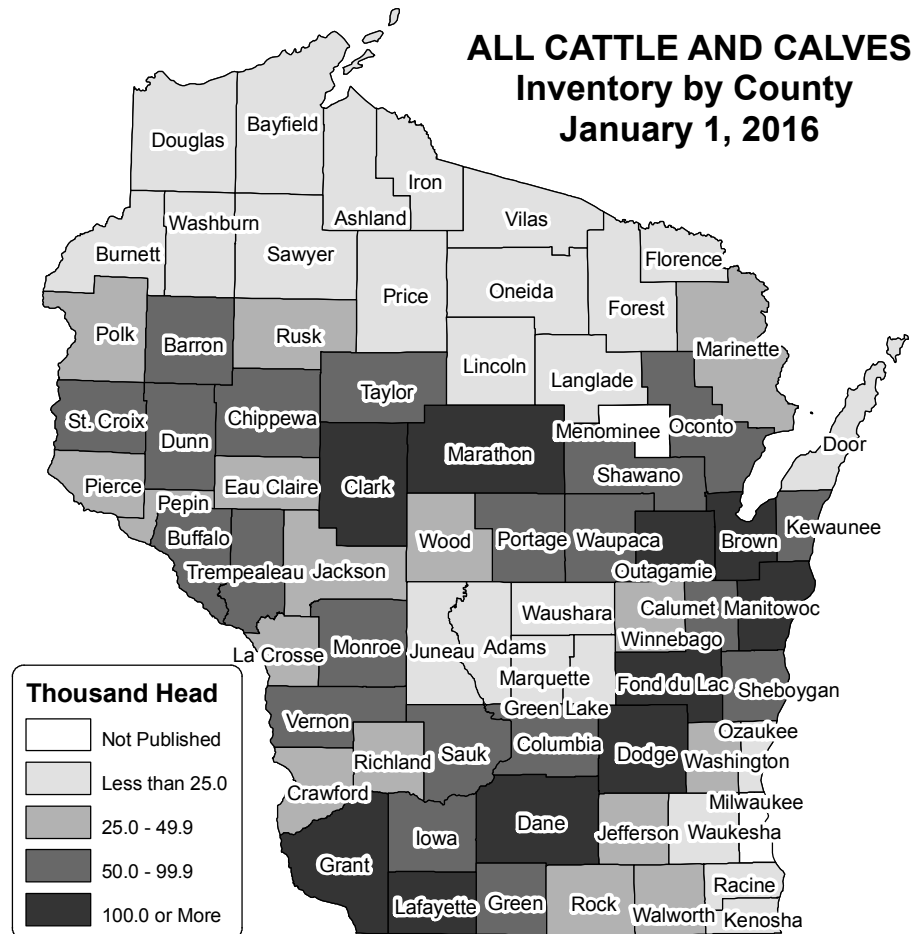 ALL CATTLE AND CALVES
Inventory by County
January 1, 2016
Douglas
Bayfield
Iron
Ashland
Vilas
Washburn
Burnett
Sawyer
Florence
Price
Oneida
Forest
Polk
Barron
Rusk
Marinette
Lincoln
Langlade
Taylor
St. Croix
Chippewa
Dunn
Menominee
Oconto
Door
Marathon
Shawano
Pierce
Eau Claire
Clark
Pepin
Buffalo
Wood
Portage
Waupaca
Brown
Kewaunee
Trempealeau
Jackson
Outagamie
Waushara
Calumet
Manitowoc
Winnebago
La Crosse
Monroe
Juneau
Adams
Marquette
Fond du Lac
Sheboygan
Green Lake
Vernon
Sauk
Columbia
Dodge
Ozaukee
Washington
Richland
Crawford
Milwaukee
Dane
Iowa
Jefferson
Waukesha
Grant
Lafayette
Green
Rock
Walworth
Racine
Kenosha
Thousand Head
Not Published
Less than 25.0
25.0 - 49.9
50.0 - 99.9
100.0 or More